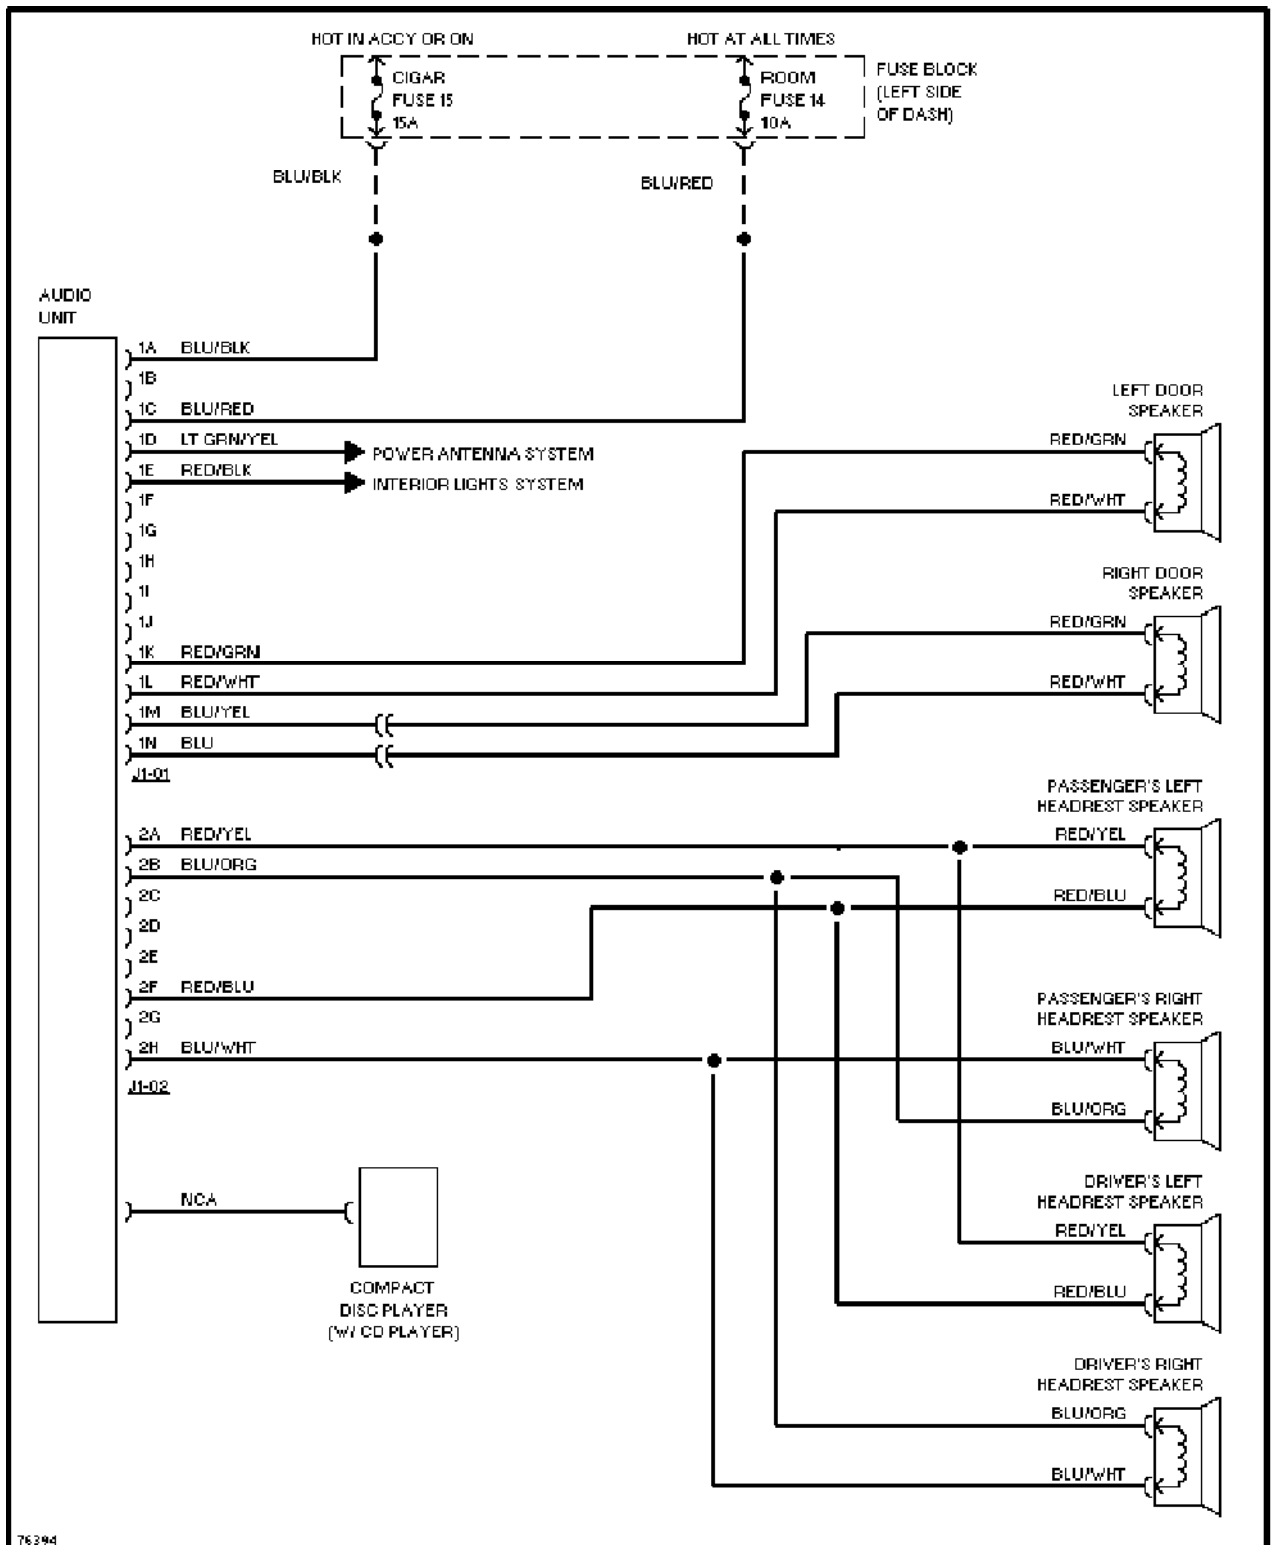 HOT IN ACCY OR ON
HOT AT ALL TIMES
CIGAR
FUSE 15
15A
ROOM
FUSE 14
10A
FUSE BLOCK
(LEFT SIDE
OF DASH)
BLU/BLK
BLU/RED
AUDIO
UNIT
1A BLU/BLK
1B
1C BLU/RED
1D LT GRN/YEL
POWER ANTENNA SYSTEM
1E RED/BLK
INTERIOR LIGHTS SYSTEM
1F
1G
1H
1I
1J
1K RED/GRN
1L RED/WHT
1M BLU/YEL
1N BLU
J1-01
LEFT DOOR
SPEAKER
RED/GRN
RED/WHT
RIGHT DOOR
SPEAKER
RED/GRN
RED/WHT
2A RED/YEL
2B BLU/ORG
2C
2D
2E
2F RED/BLU
2G
2H BLU/WHT
J1-02
PASSENGER'S LEFT
HEADREST SPEAKER
RED/YEL
RED/BLU
PASSENGER'S RIGHT
HEADREST SPEAKER
BLU/WHT
BLU/ORG
NCA
COMPACT
DISC PLAYER
(W/ CD PLAYER)
DRIVER'S LEFT
HEADREST SPEAKER
RED/YEL
RED/BLU
DRIVER'S RIGHT
HEADREST SPEAKER
BLU/ORG
BLU/WHT
76394